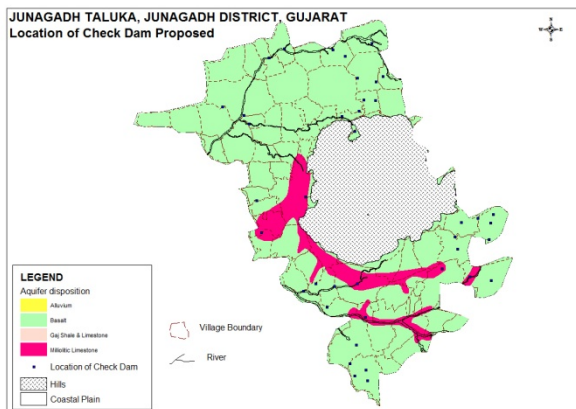 JUNAGADH TALUKA, JUNAGADH DISTRICT, GUJARAT
Location of Check Dam Proposed
N
W
E
S
LEGEND
Aquifer disposition
Alluvium
Basalt
Gaj Shale & Limestone
Milliolitic Limestone
Location of Check Dam
Hills
Coastal Plain
Village Boundary
River